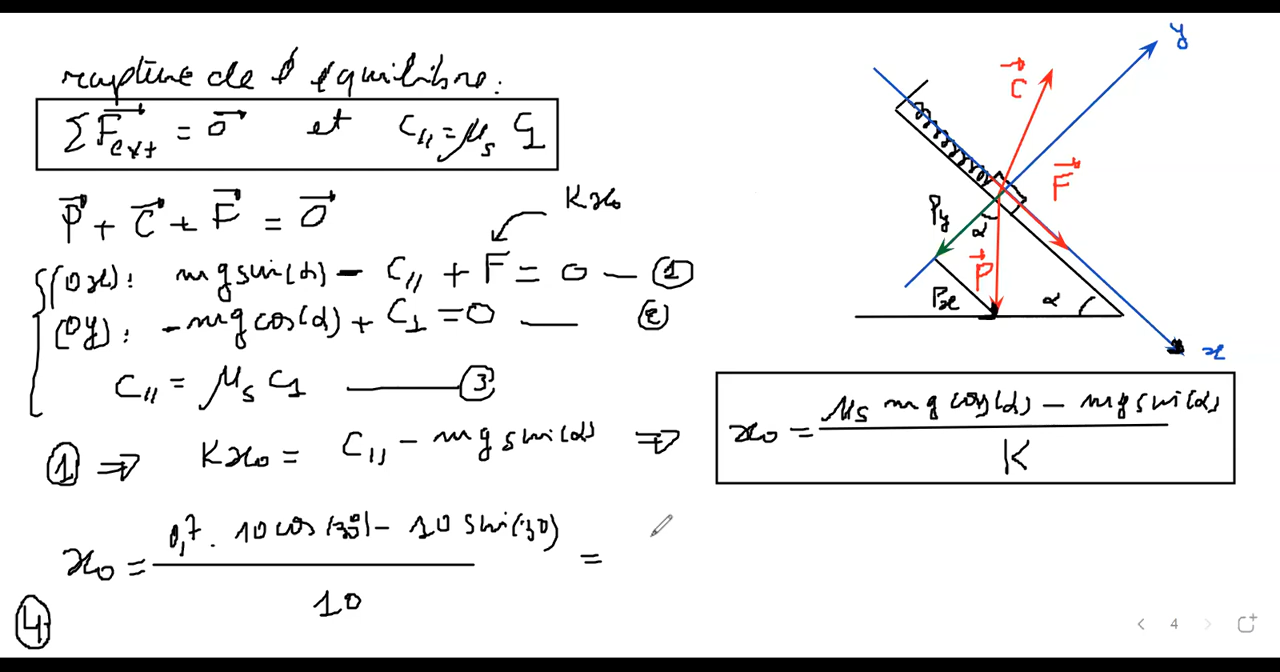 rupture de l'équilibre :
∑F⃗ext = 0⃗ et C// = μs C⊥
P⃗ + C⃗ + F⃗ = 0⃗
Kx₀
(ox) : mg sin(α) - C// + F = 0 — ①
(oy) : -mg cos(α) + C⊥ = 0 — ②
C// = μs C⊥ — ③
① ⇒ Kx₀ = C// - mg sin(α) ⇒
x₀ = (μs mg cos(α) - mg sin(α)) / K
x₀ = (0,7 · 10 cos(30°) - 10 sin(30)) / 10 =
④
y
C⃗
F⃗
Py
α
P⃗
Px
α
x
4